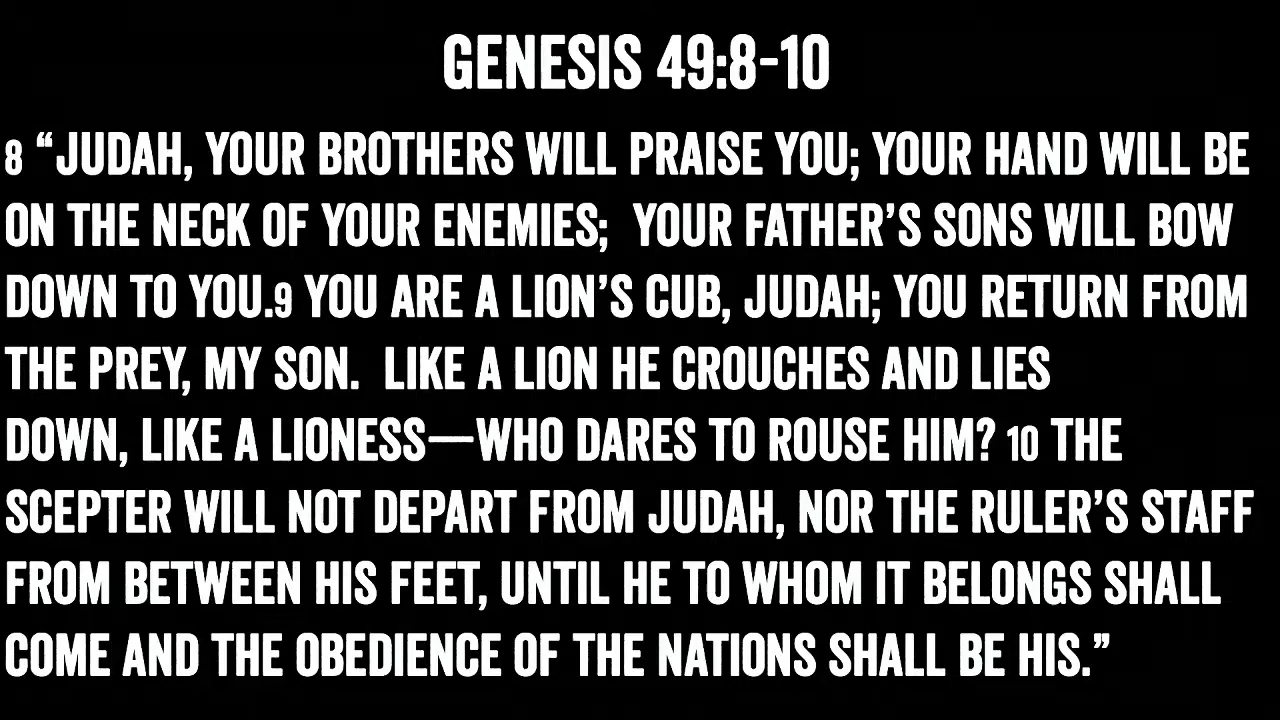 GENESIS 49:8-10
8 “JUDAH, YOUR BROTHERS WILL PRAISE YOU; YOUR HAND WILL BE
ON THE NECK OF YOUR ENEMIES;  YOUR FATHER’S SONS WILL BOW
DOWN TO YOU.9 YOU ARE A LION’S CUB, JUDAH; YOU RETURN FROM
THE PREY, MY SON.  LIKE A LION HE CROUCHES AND LIES
DOWN, LIKE A LIONESS—WHO DARES TO ROUSE HIM? 10 THE
SCEPTER WILL NOT DEPART FROM JUDAH, NOR THE RULER’S STAFF
FROM BETWEEN HIS FEET, UNTIL HE TO WHOM IT BELONGS SHALL
COME AND THE OBEDIENCE OF THE NATIONS SHALL BE HIS.”